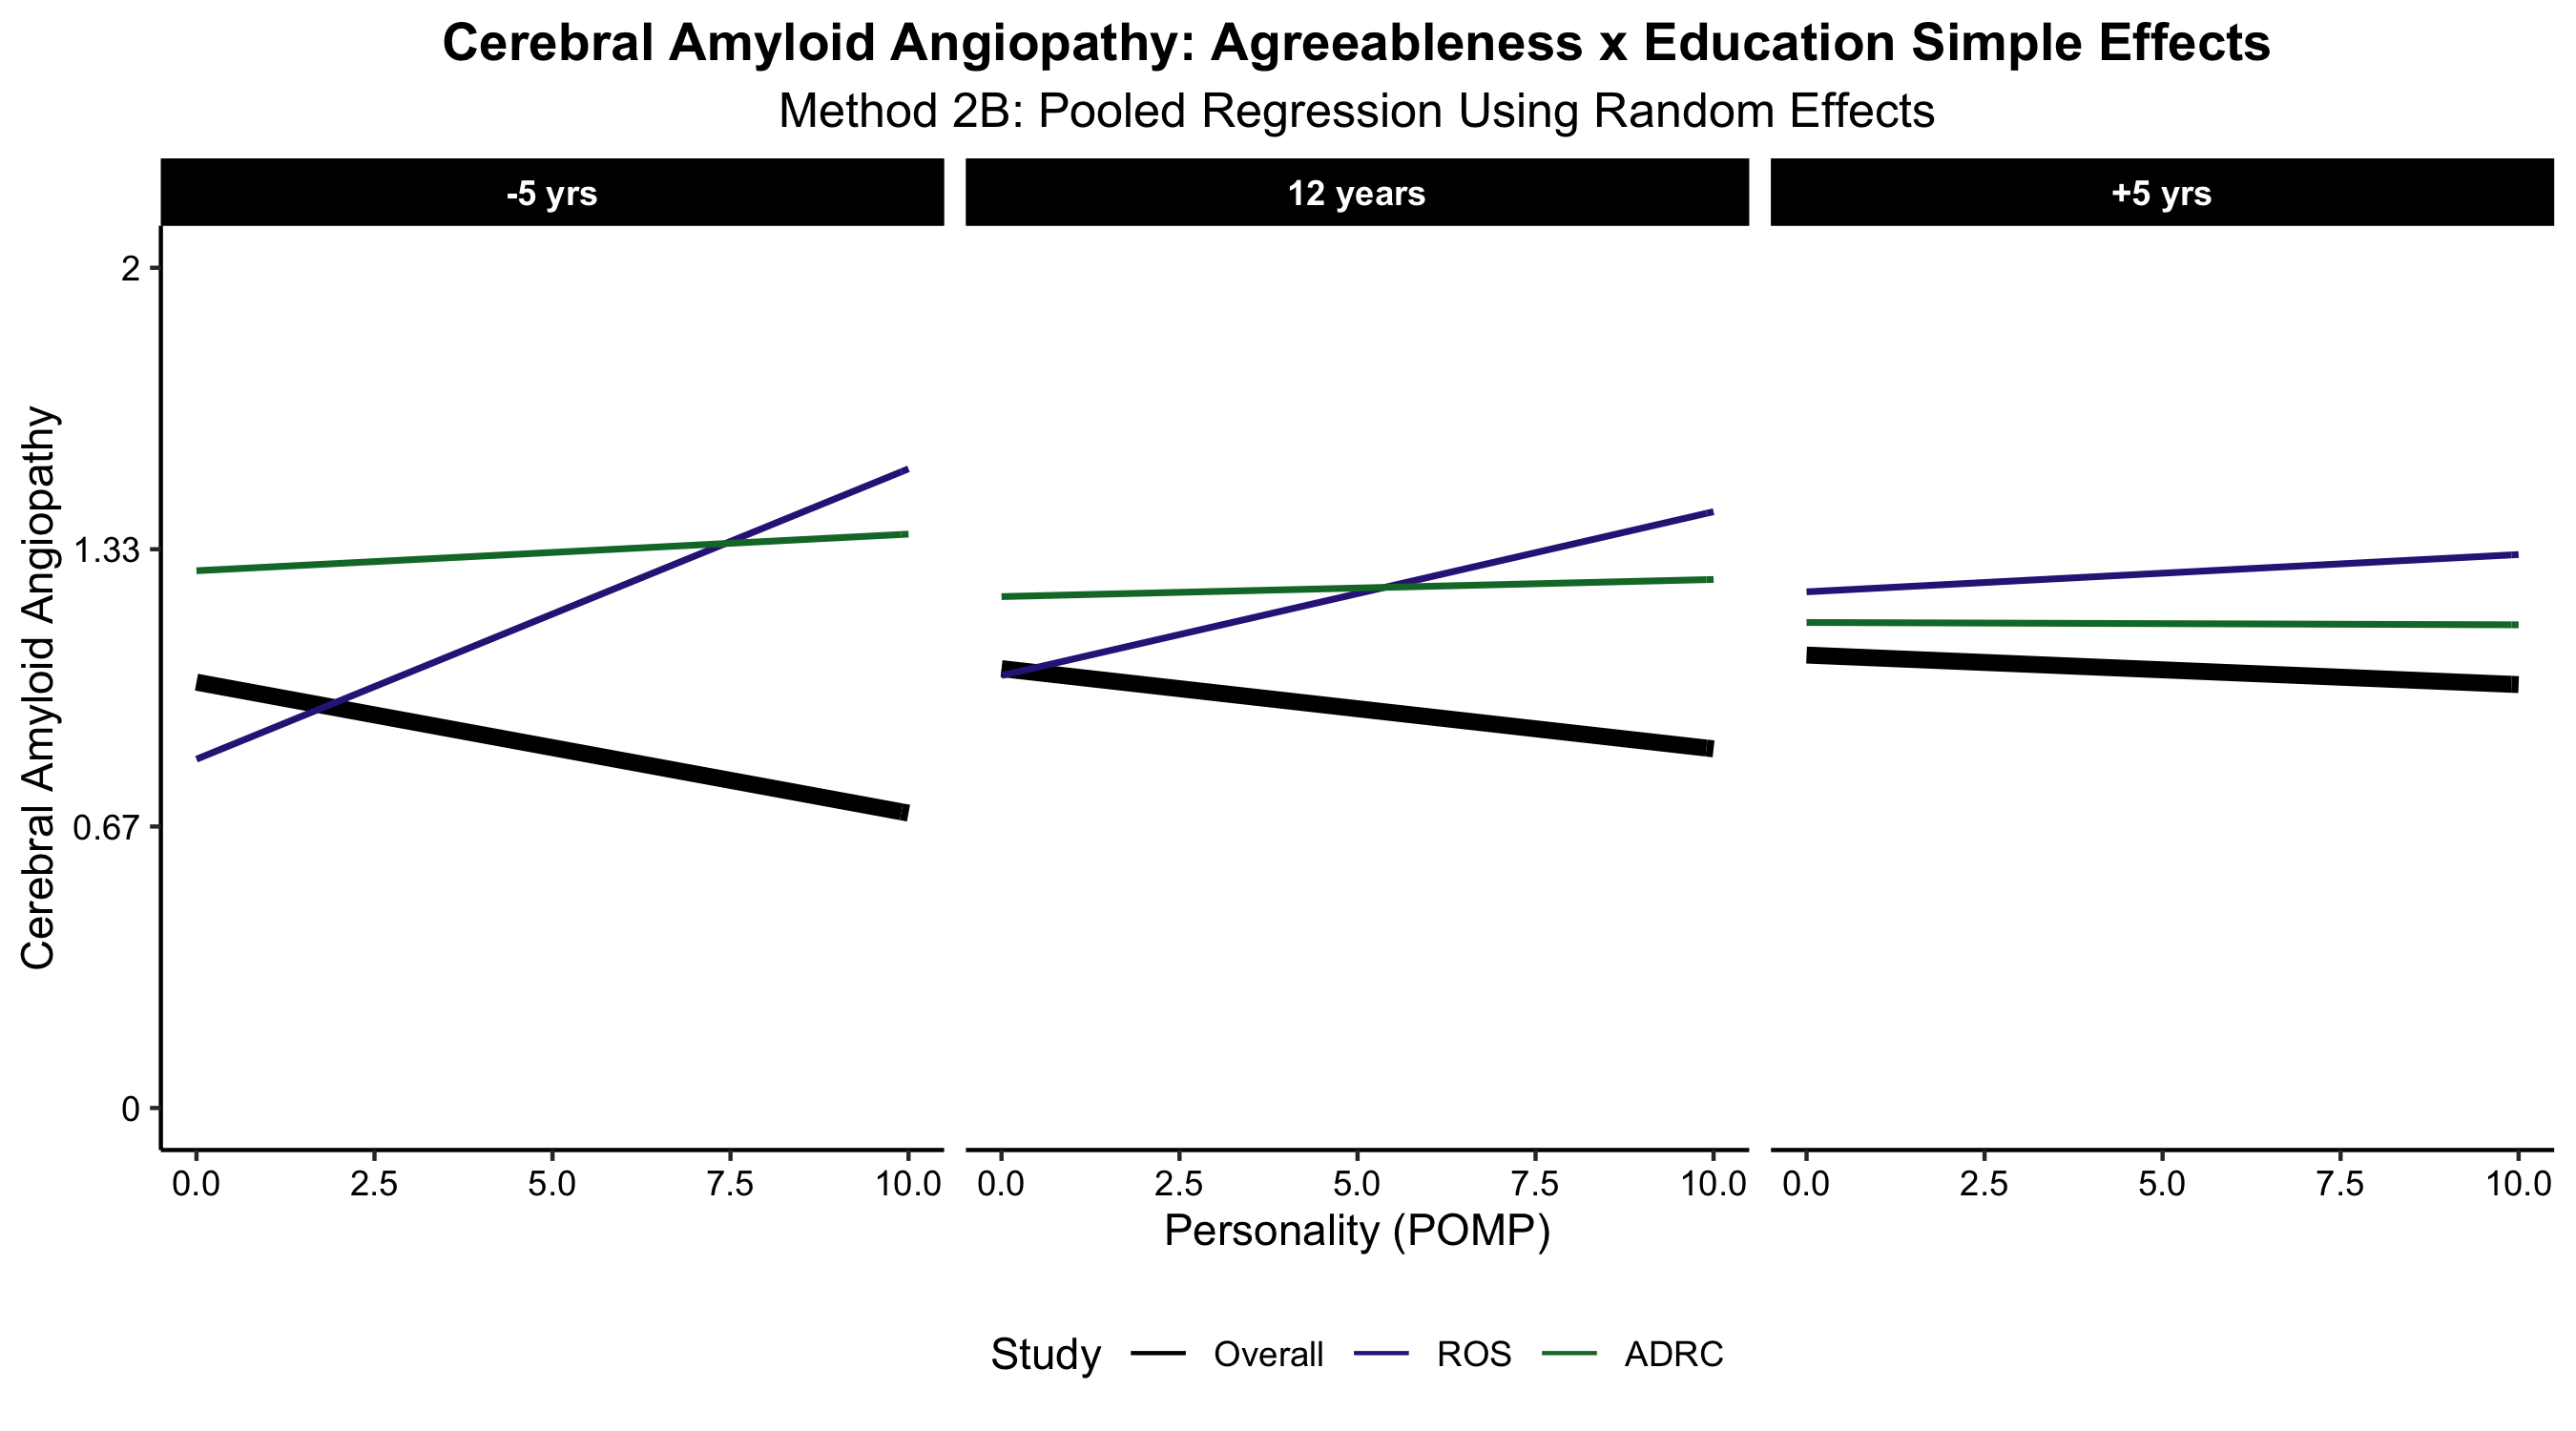 Cerebral Amyloid Angiopathy: Agreeableness x Education Simple Effects
Method 2B: Pooled Regression Using Random Effects
-5 yrs
12 years
+5 yrs
Cerebral Amyloid Angiopathy
2
1.33
0.67
0
0.0 2.5 5.0 7.5 10.0
0.0 2.5 5.0 7.5 10.0
0.0 2.5 5.0 7.5 10.0
Personality (POMP)
Study Overall ROS ADRC